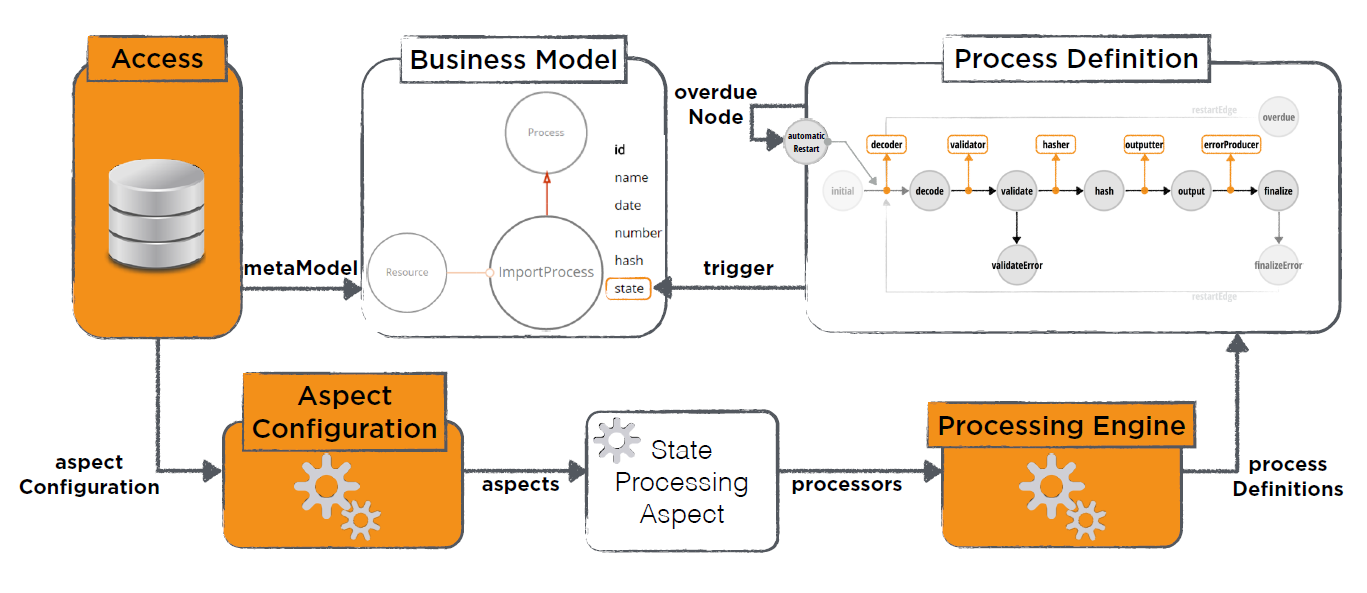 Access
Business Model
Process Definition
overdue
Node
Process
id
name
date
number
hash
state
Resource
ImportProcess
metaModel
trigger
restartEdge
overdue
automatic
Restart
decoder
validator
hasher
outputter
errorProducer
initial
decode
validate
hash
output
finalize
validateError
finalizError
restartEdge
Aspect
Configuration
aspect
Configuration
aspects
State
Processing
Aspect
processors
Processing Engine
process
Definitions